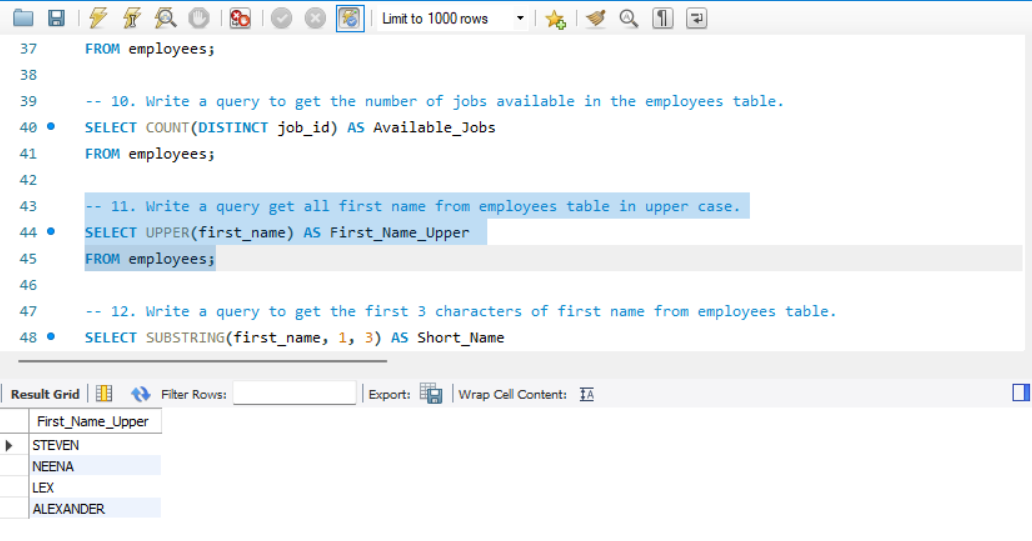 Limit to 1000 rows
37 FROM employees;
38
39 -- 10. Write a query to get the number of jobs available in the employees table.
40 SELECT COUNT(DISTINCT job_id) AS Available_Jobs
41 FROM employees;
42
43 -- 11. Write a query get all first name from employees table in upper case.
44 SELECT UPPER(first_name) AS First_Name_Upper
45 FROM employees;
46
47 -- 12. Write a query to get the first 3 characters of first name from employees table.
48 SELECT SUBSTRING(first_name, 1, 3) AS Short_Name
Result Grid Filter Rows: Export: Wrap Cell Content: IA
First_Name_Upper
STEVEN
NEENA
LEX
ALEXANDER